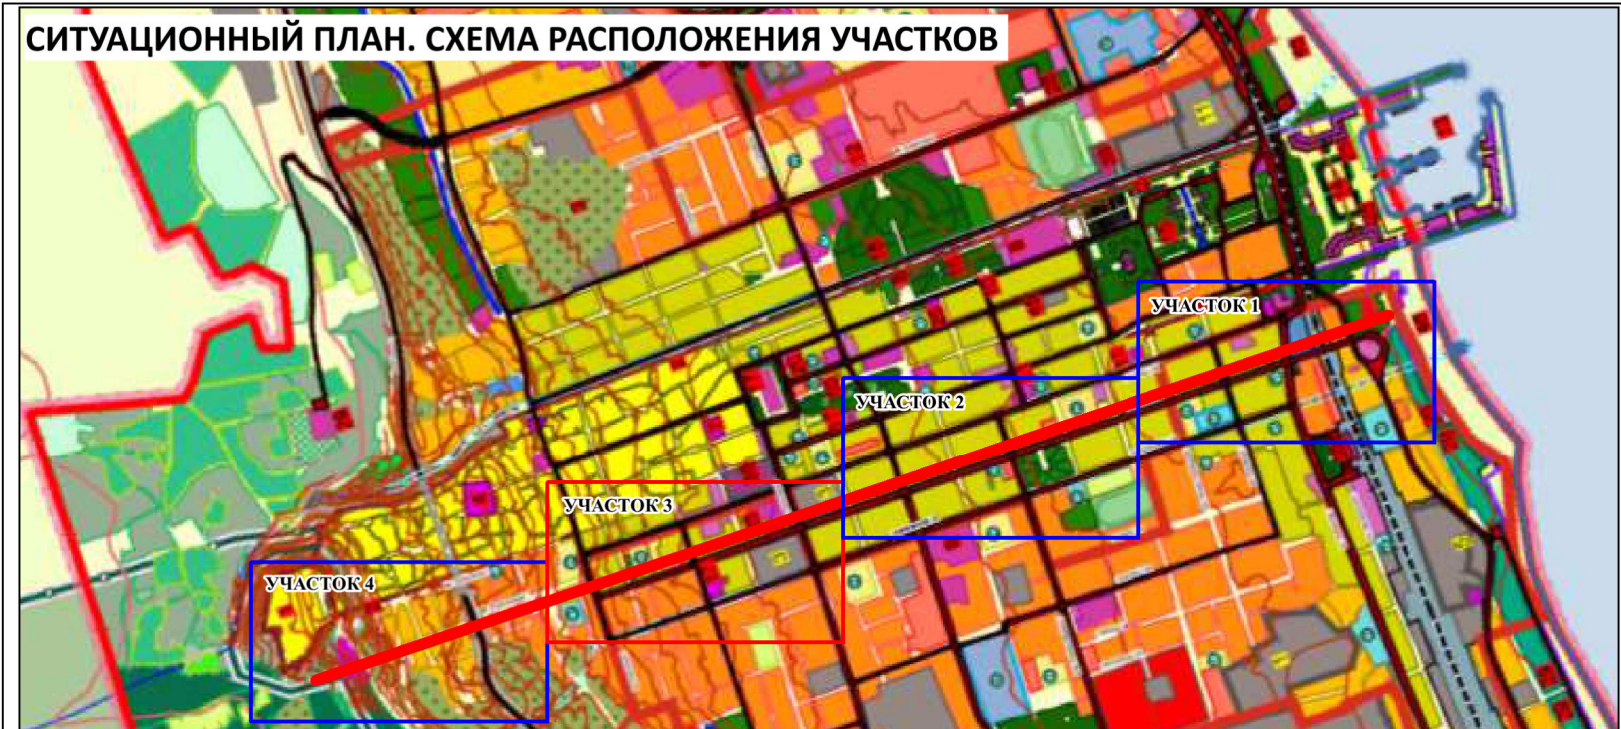 СИТУАЦИОННЫЙ ПЛАН. СХЕМА РАСПОЛОЖЕНИЯ УЧАСТКОВ
УЧАСТОК 1
УЧАСТОК 2
УЧАСТОК 3
УЧАСТОК 4